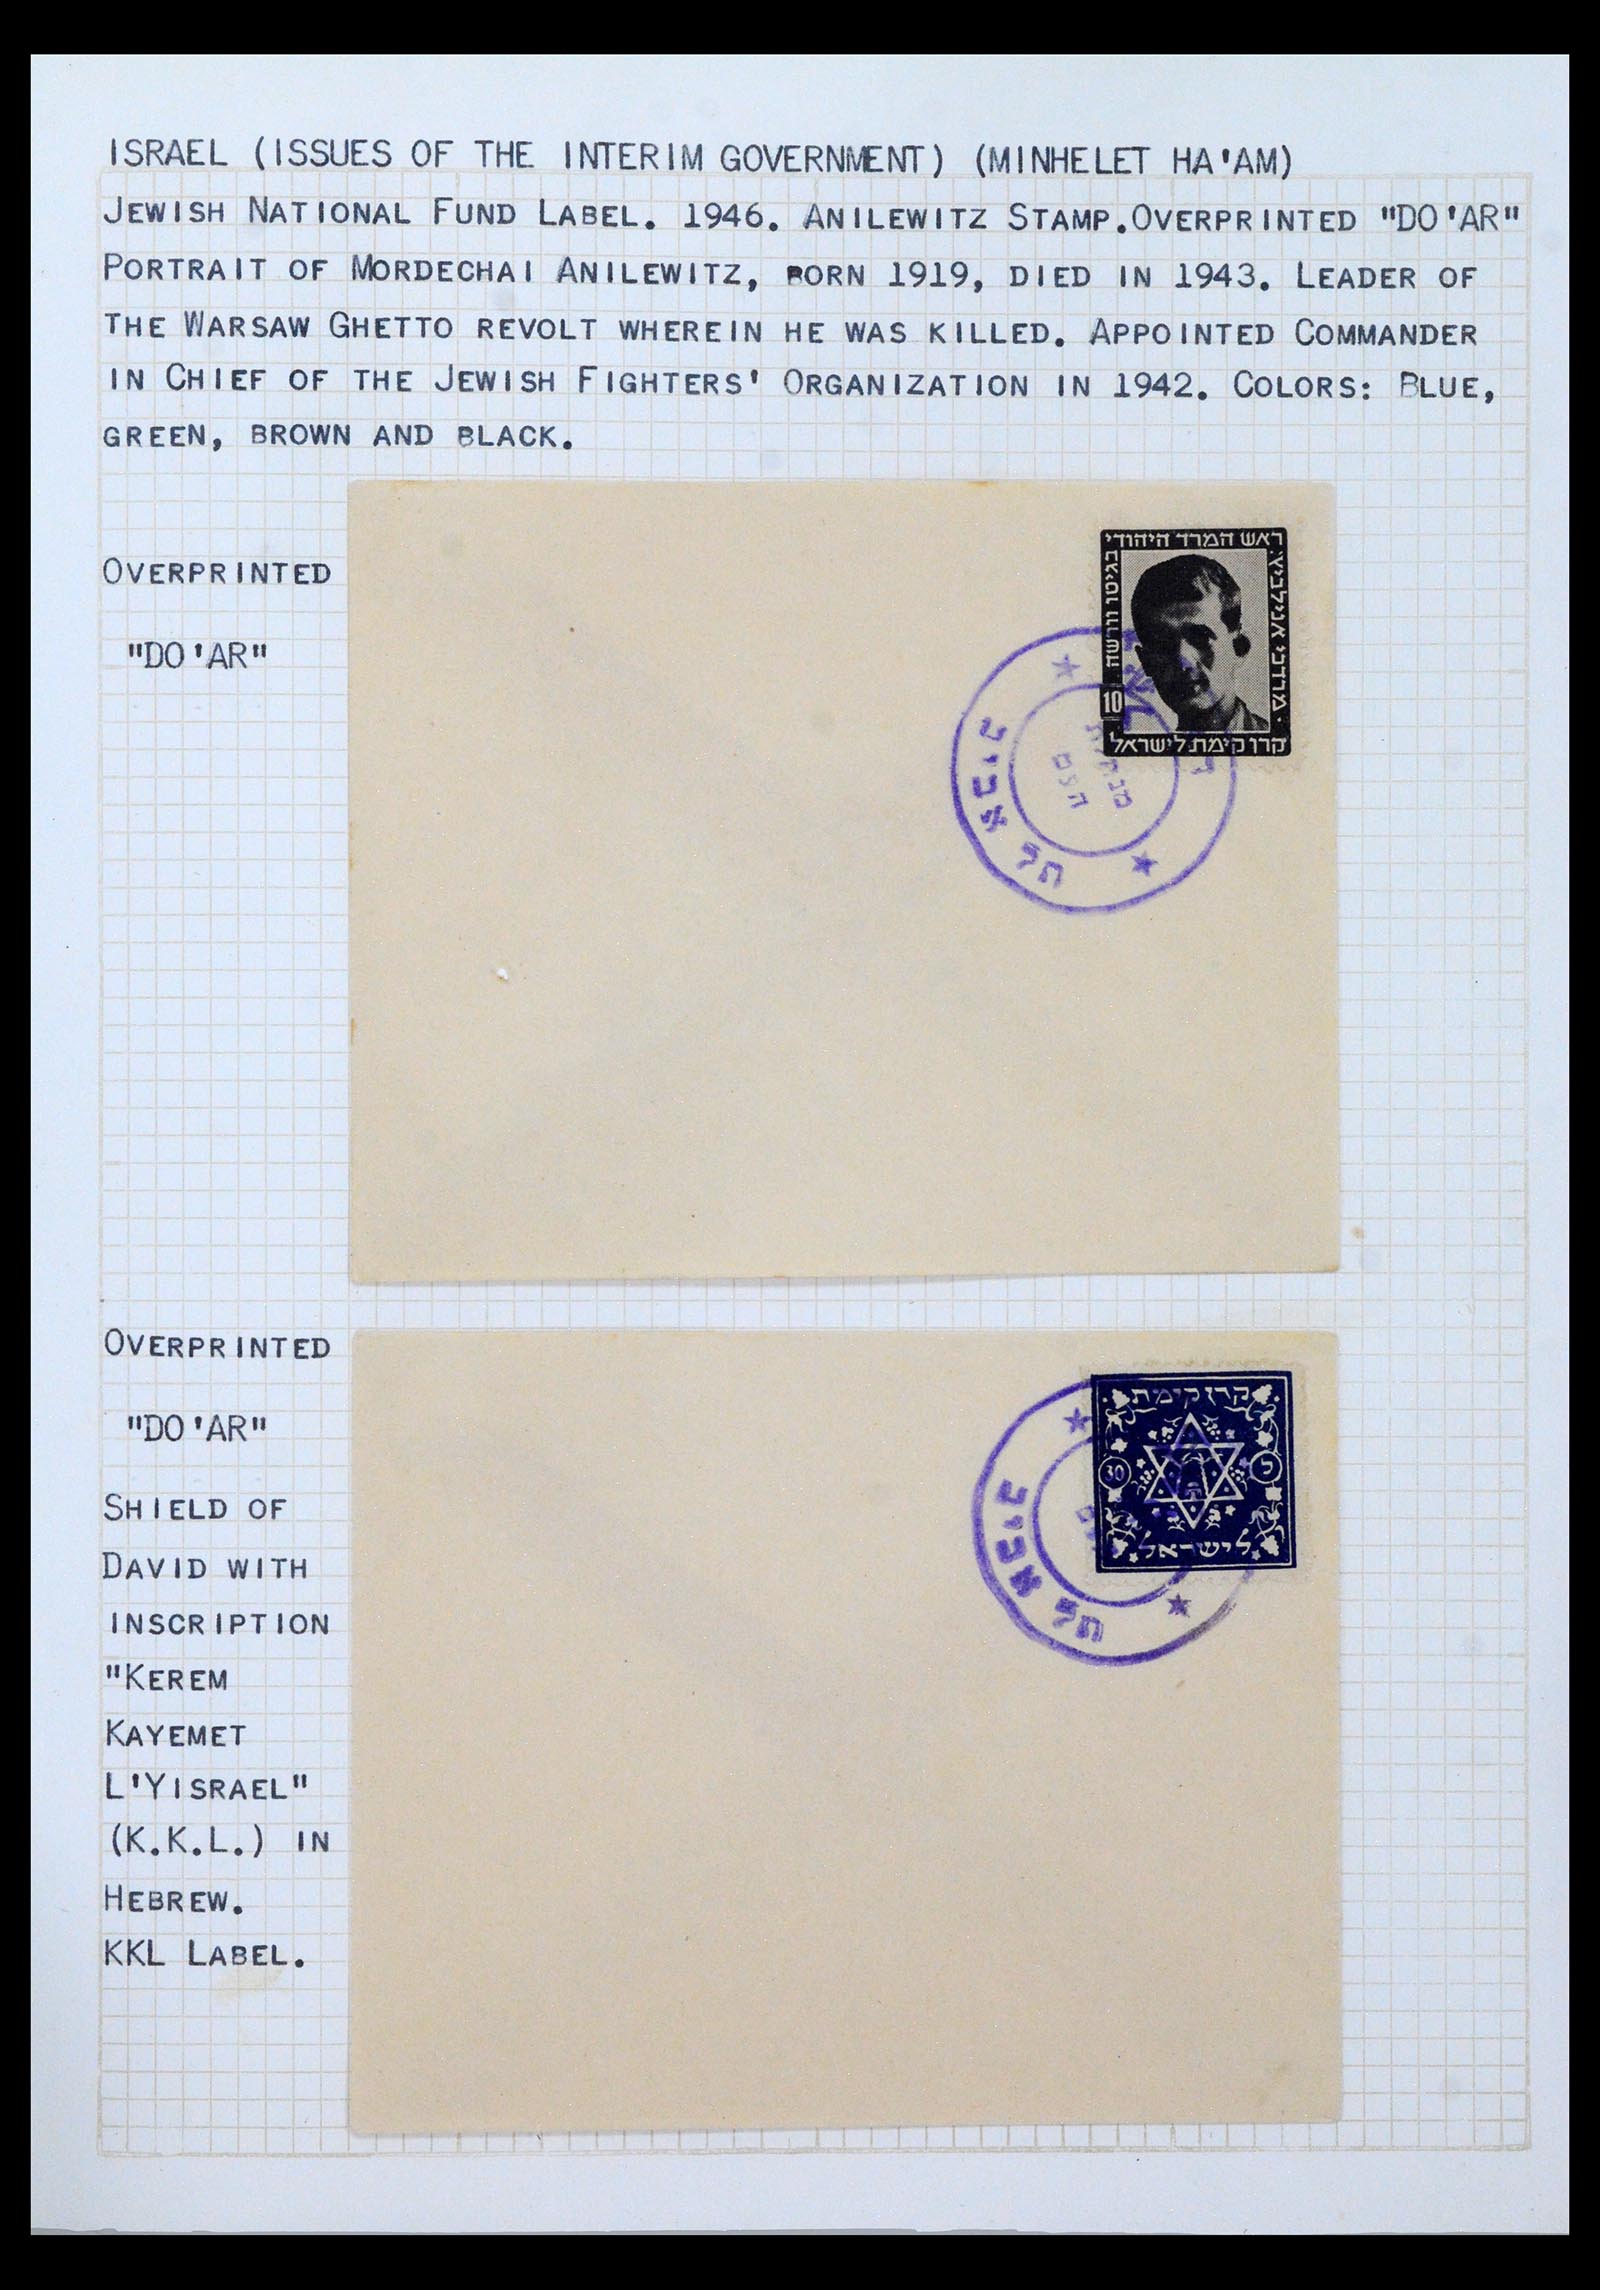 ISRAEL (ISSUES OF THE INTERIM GOVERNMENT) (MINHELET HA'AM)
JEWISH NATIONAL FUND LABEL. 1946. ANILEWITZ STAMP.OVERPRINTED "DO'AR"
PORTRAIT OF MORDECHAI ANILEWITZ, BORN 1919, DIED IN 1943. LEADER OF
THE WARSAW GHETTO REVOLT WHEREIN HE WAS KILLED. APPOINTED COMMANDER
IN CHIEF OF THE JEWISH FIGHTERS' ORGANIZATION IN 1942. COLORS: BLUE,
GREEN, BROWN AND BLACK.
OVERPRINTED
"DO'AR"
ראש המרד היהודי
בגיטו וורשה
מרדכי אנילביץ
10
קרן קימת לישראל
תל אביב
מנהלת
העם
OVERPRINTED
"DO'AR"
SHIELD OF
DAVID WITH
INSCRIPTION
"KEREM
KAYEMET
L'YISRAEL"
(K.K.L.) IN
HEBREW.
KKL LABEL.
קרן קימת
30
ל
לישראל
תל אביב